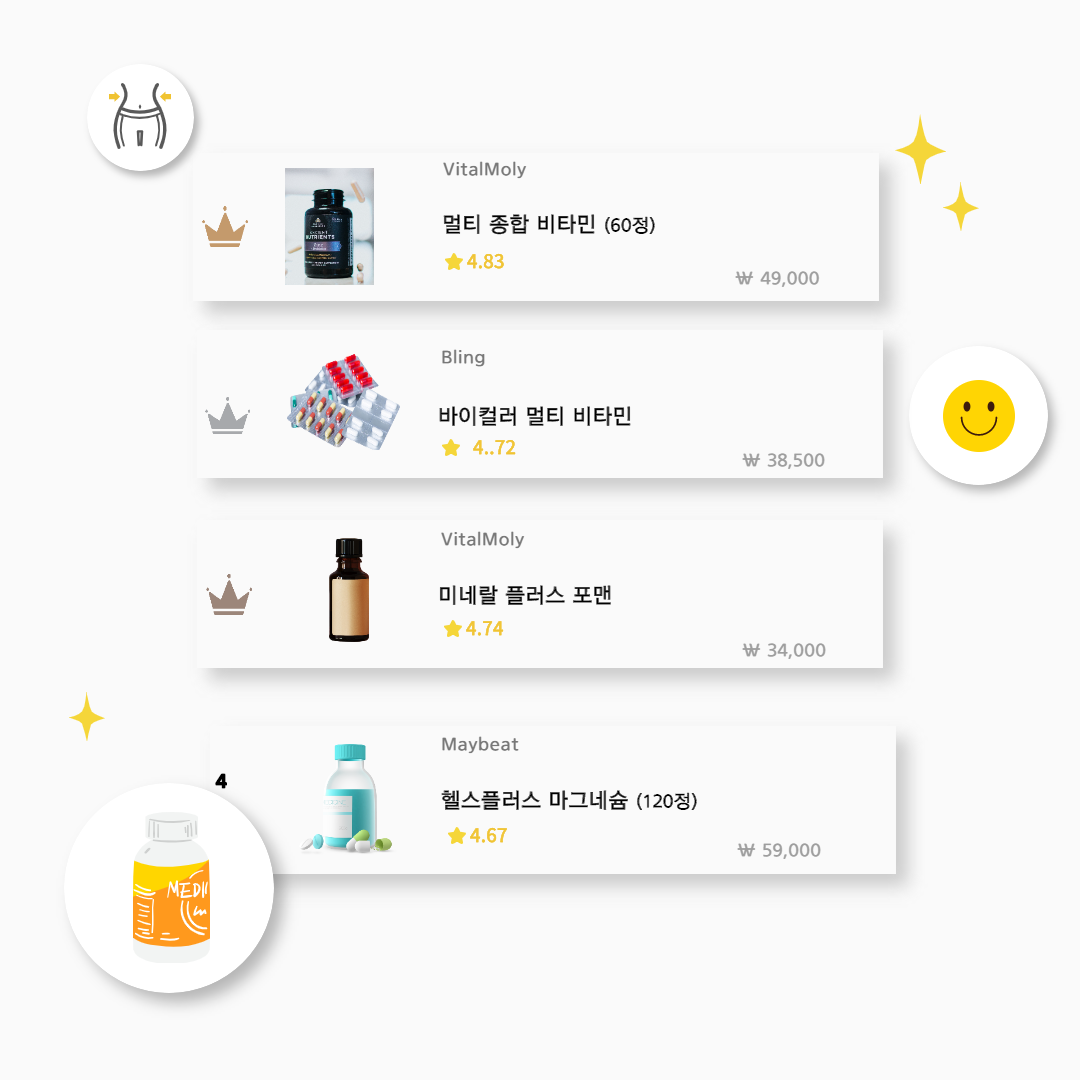 VitalMoly
멀티 종합 비타민 (60정)
4.83
₩ 49,000
NUTRIENTS
Bling
바이컬러 멀티 비타민
4..72
₩ 38,500
VitalMoly
미네랄 플러스 포맨
4.74
₩ 34,000
4
Maybeat
헬스플러스 마그네슘 (120정)
4.67
₩ 59,000
MEDII